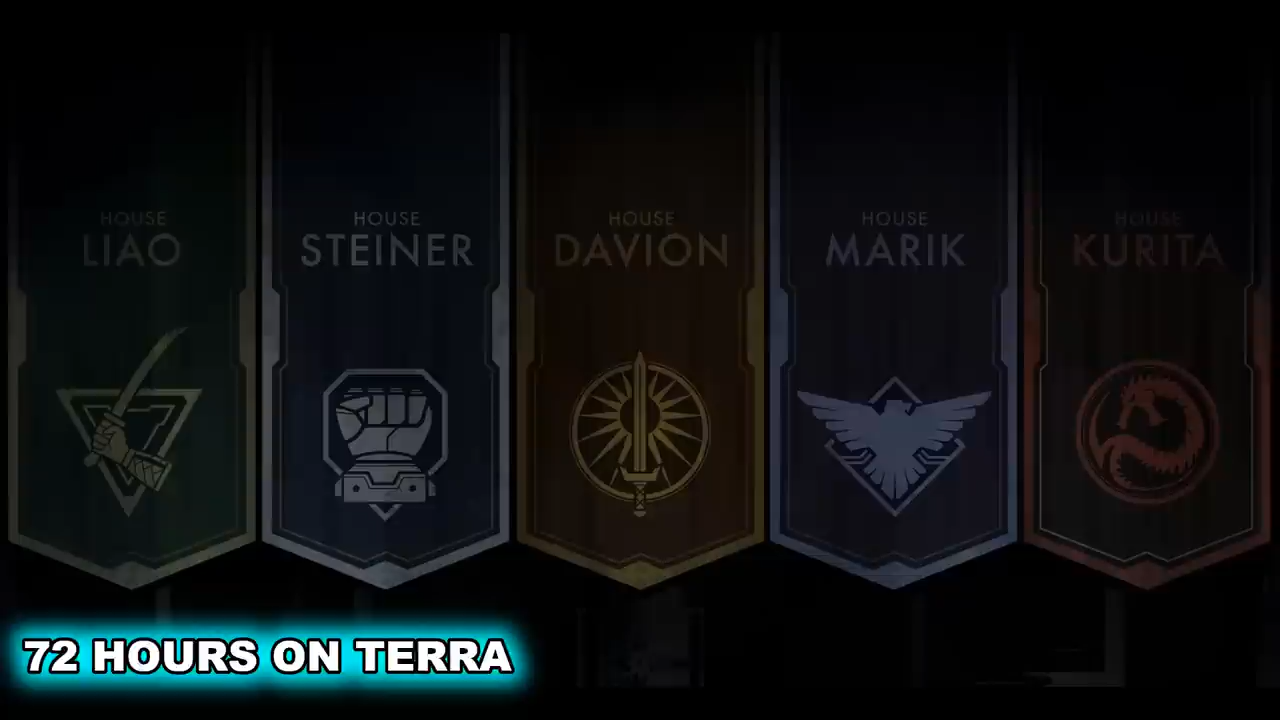 HOUSE
LIAO
HOUSE
STEINER
HOUSE
DAVION
HOUSE
MARIK
HOUSE
KURITA
72 HOURS ON TERRA